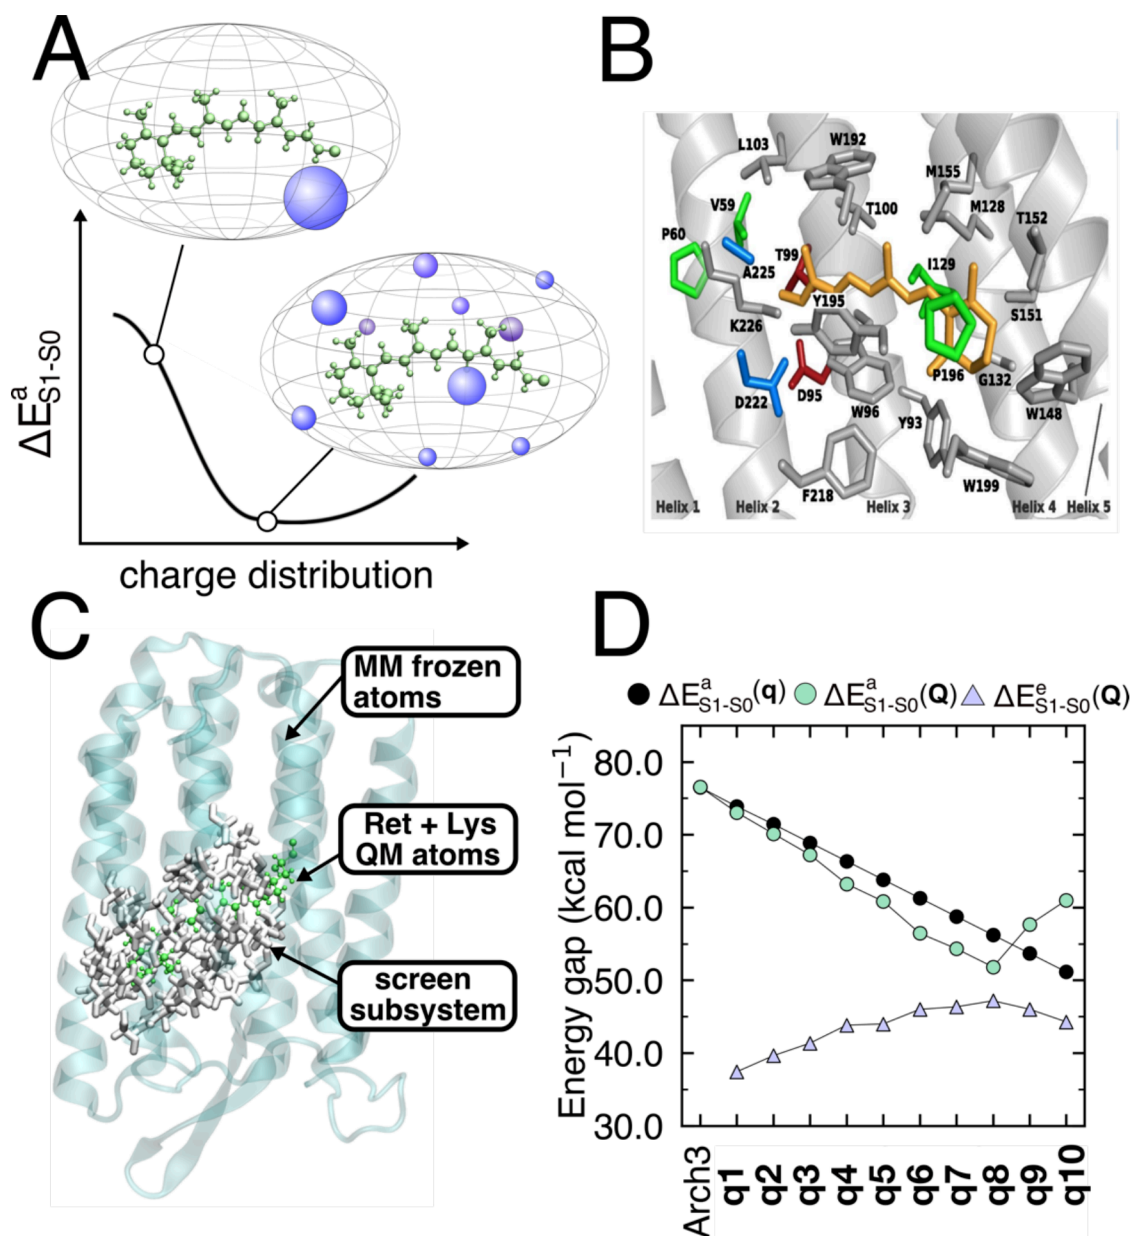 A
ΔE^a_S1-S0
charge distribution
B
L103
W192
M155
V59
T100
M128
T152
P60
A225
T99
I129
Y195
K226
S151
P196
G132
D222
D95
W96
Y93
W148
F218
W199
Helix 1 Helix 2 Helix 3 Helix 4 Helix 5
C
MM frozen
atoms
Ret + Lys
QM atoms
screen
subsystem
D
ΔE^a_S1-S0(q) ΔE^a_S1-S0(Q) ΔE^e_S1-S0(Q)
Energy gap (kcal mol⁻¹)
80.0
70.0
60.0
50.0
40.0
30.0
Arch3 q1 q2 q3 q4 q5 q6 q7 q8 q9 q10